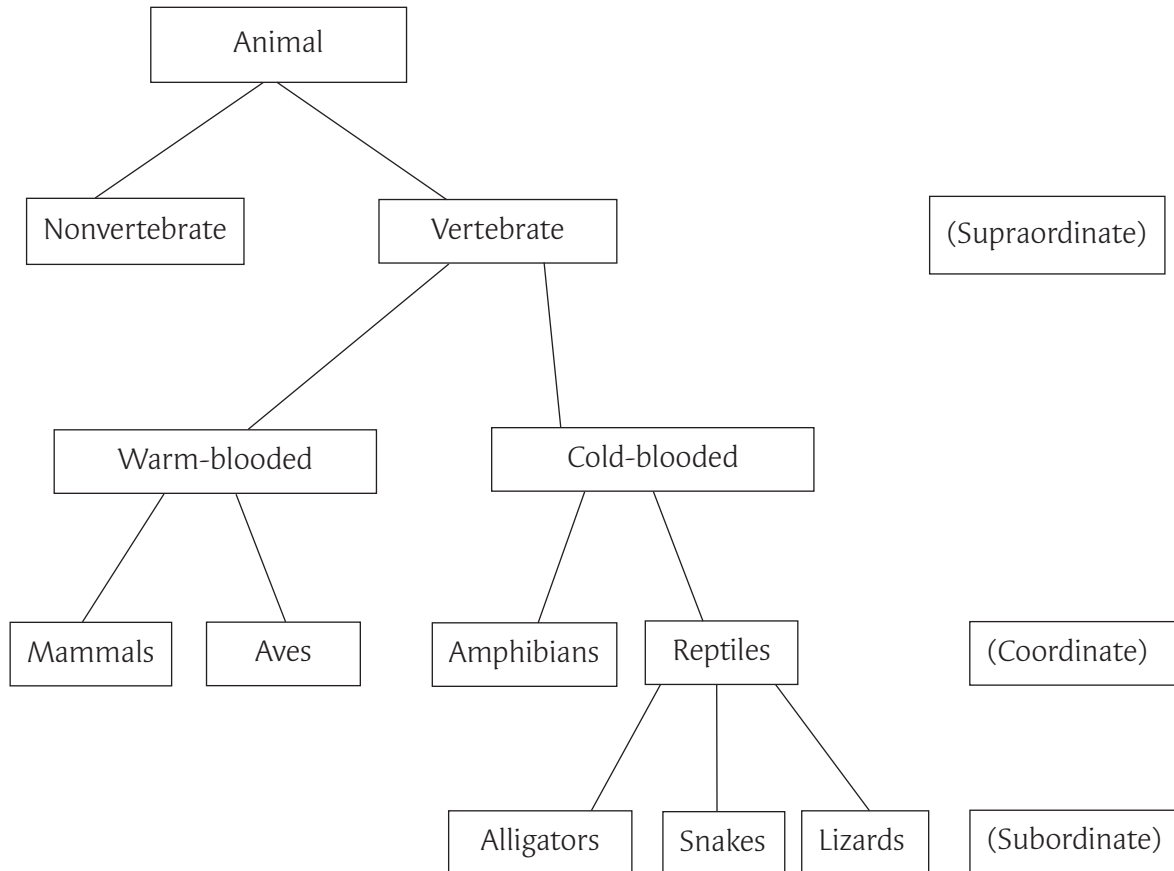 Animal
Nonvertebrate
Vertebrate
(Supraordinate)
Warm-blooded
Cold-blooded
Mammals
Aves
Amphibians
Reptiles
(Coordinate)
Alligators
Snakes
Lizards
(Subordinate)